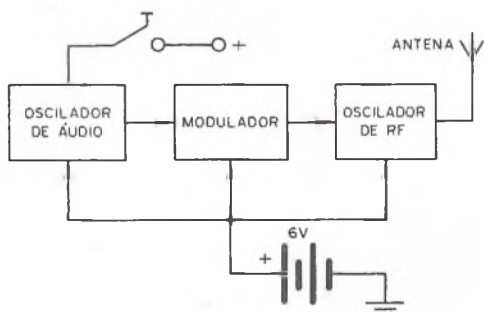 +
ANTENA
OSCILADOR
DE ÁUDIO
MODULADOR
OSCILADOR
DE RF
6V
+